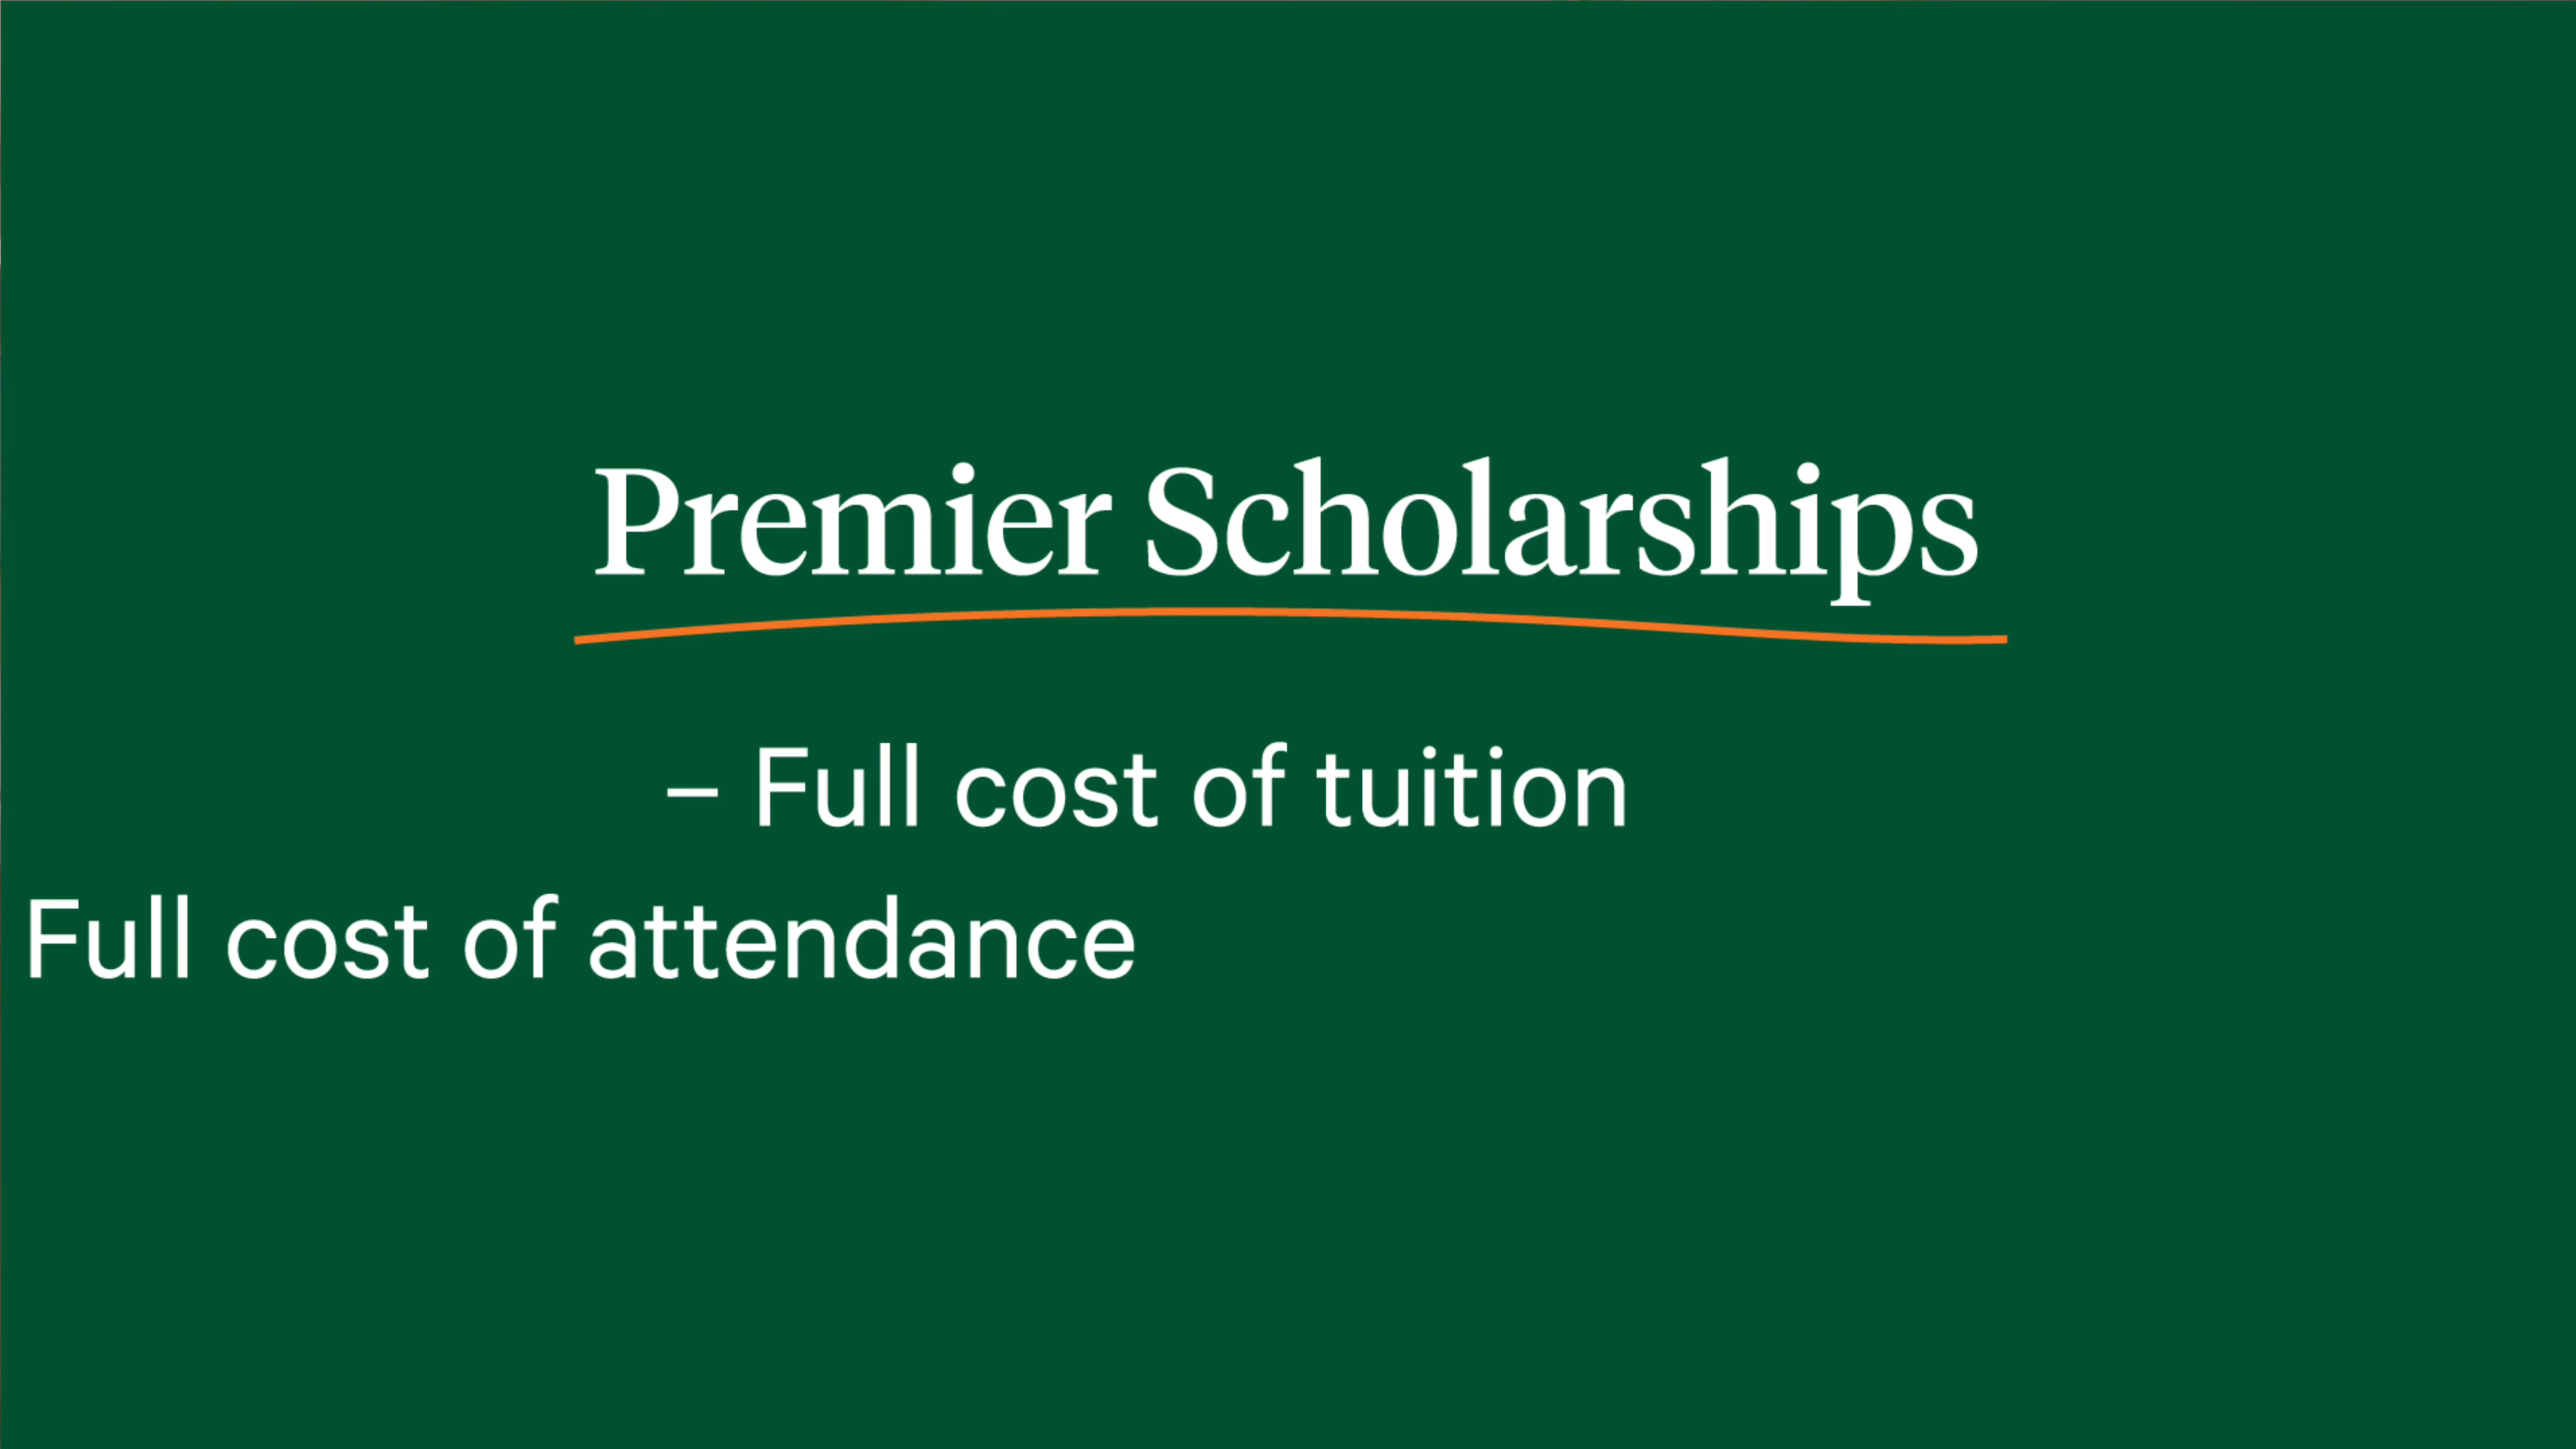 Premier Scholarships
– Full cost of tuition
Full cost of attendance